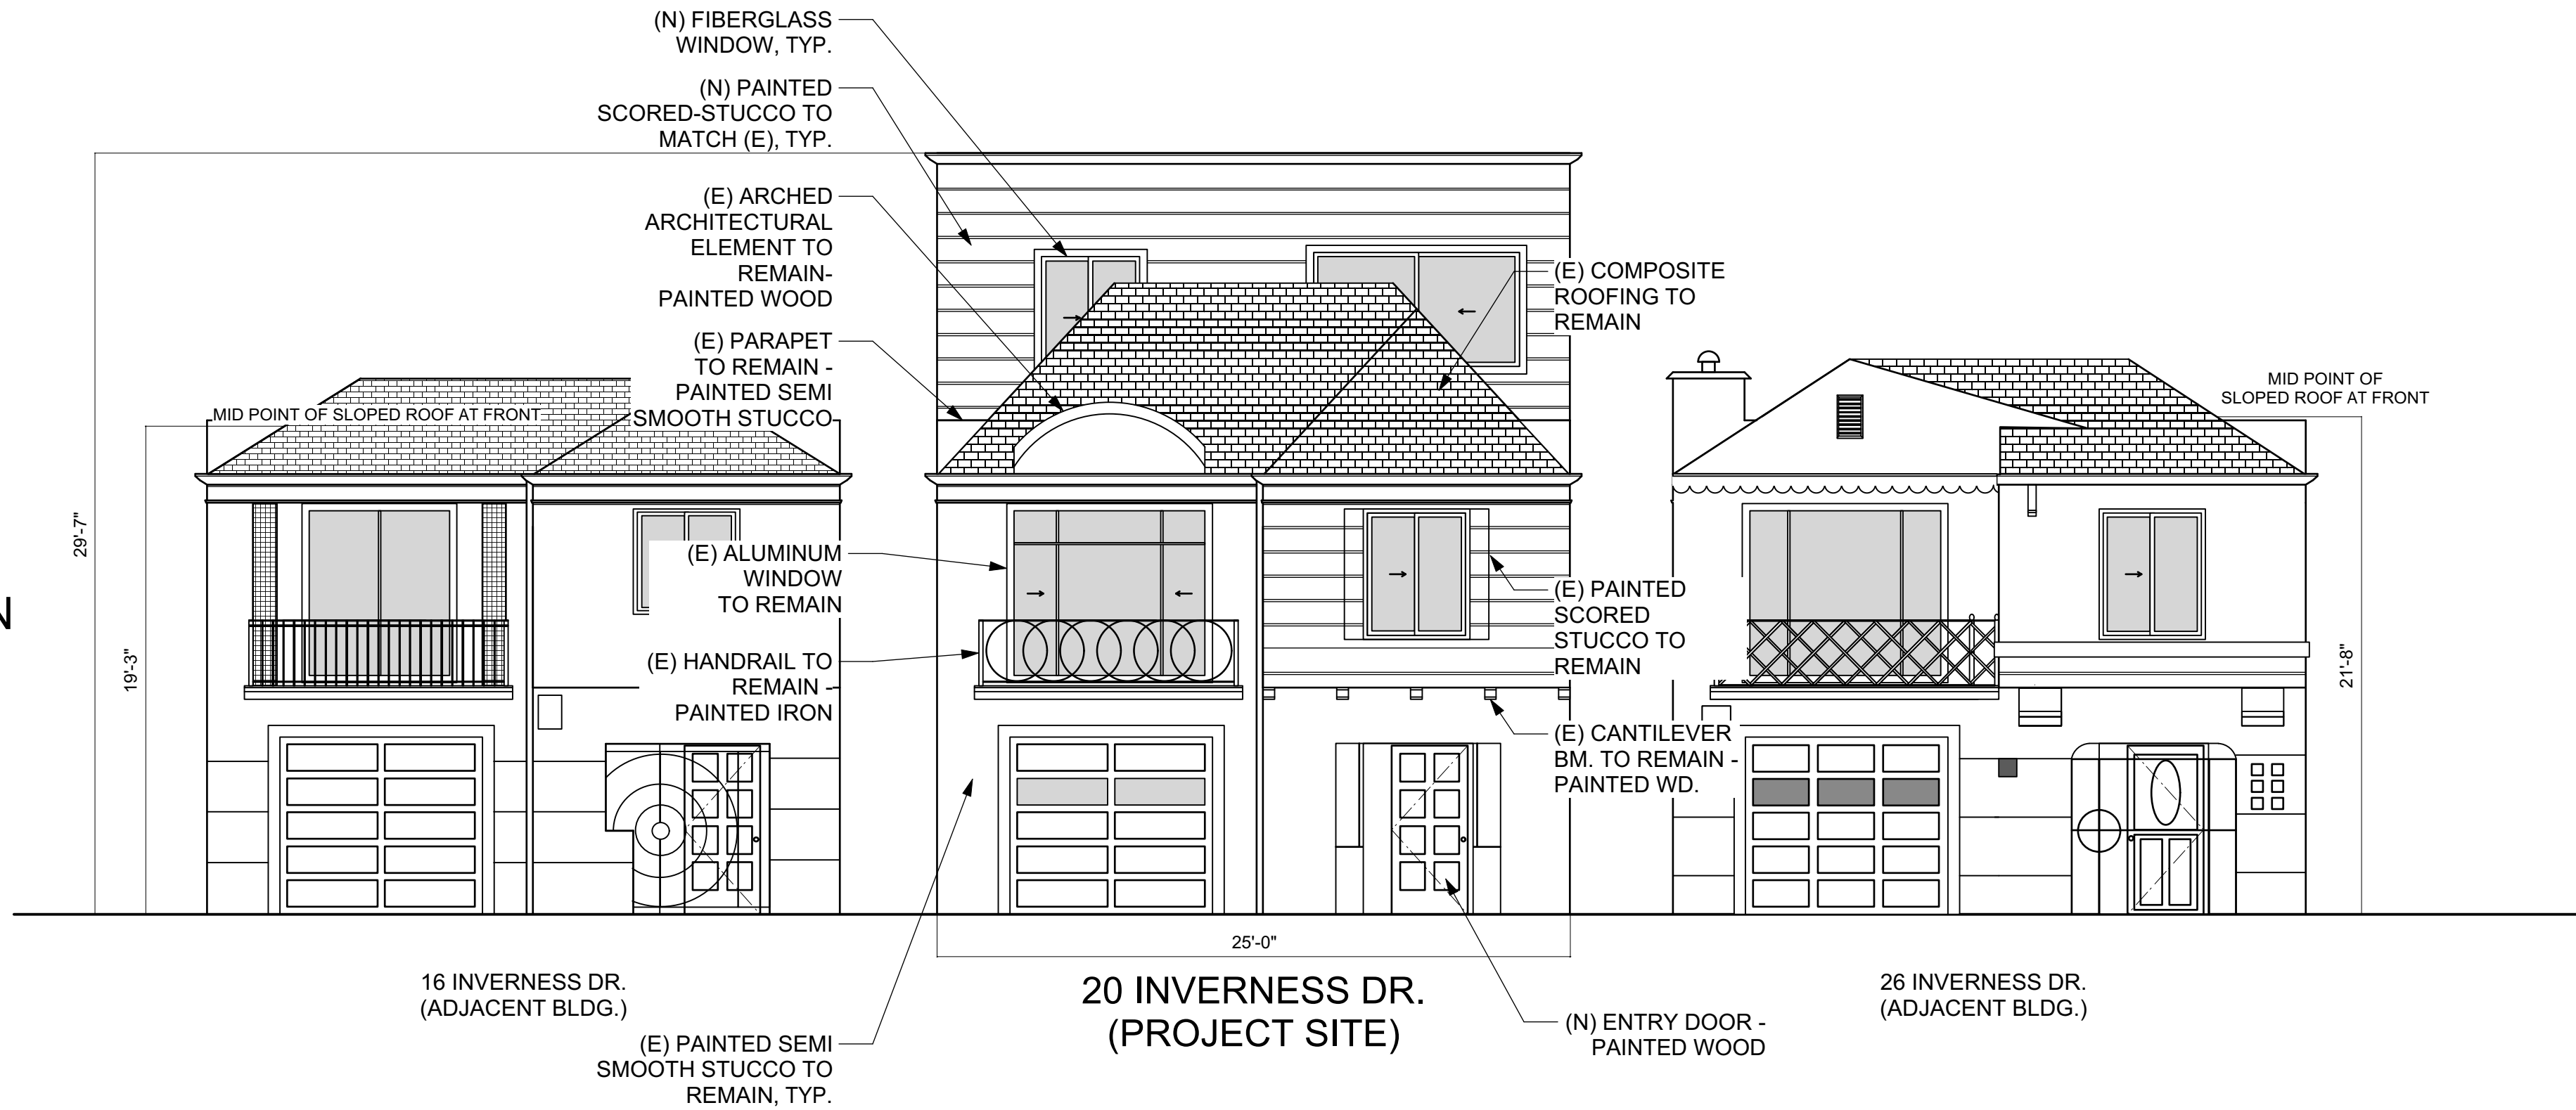 (N) FIBERGLASS
WINDOW, TYP.
(N) PAINTED
SCORED-STUCCO TO
MATCH (E), TYP.
(E) ARCHED
ARCHITECTURAL
ELEMENT TO
REMAIN-
PAINTED WOOD
(E) PARAPET
TO REMAIN -
PAINTED SEMI
SMOOTH STUCCO
MID POINT OF SLOPED ROOF AT FRONT
(E) COMPOSITE
ROOFING TO
REMAIN
MID POINT OF
SLOPED ROOF AT FRONT
29'-7"
19'-3"
N
(E) ALUMINUM
WINDOW
TO REMAIN
(E) HANDRAIL TO
REMAIN -
PAINTED IRON
(E) PAINTED
SCORED
STUCCO TO
REMAIN
(E) CANTILEVER
BM. TO REMAIN -
PAINTED WD.
21'-8"
25'-0"
16 INVERNESS DR.
(ADJACENT BLDG.)
20 INVERNESS DR.
(PROJECT SITE)
26 INVERNESS DR.
(ADJACENT BLDG.)
(E) PAINTED SEMI
SMOOTH STUCCO TO
REMAIN, TYP.
(N) ENTRY DOOR -
PAINTED WOOD